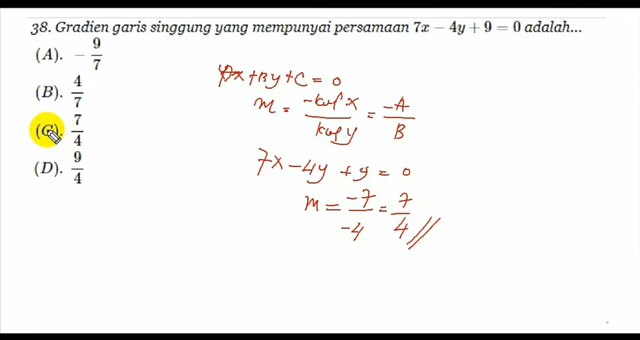 38. Gradien garis singgung yang mempunyai persamaan 7x − 4y + 9 = 0 adalah...
(A). − 9/7
(B). 4/7
(C). 7/4
(D). 9/4
Ax + By + C = 0
m = -koef x / koef y = -A / B
7x − 4y + 9 = 0
m = -7 / -4 = 7 / 4 //